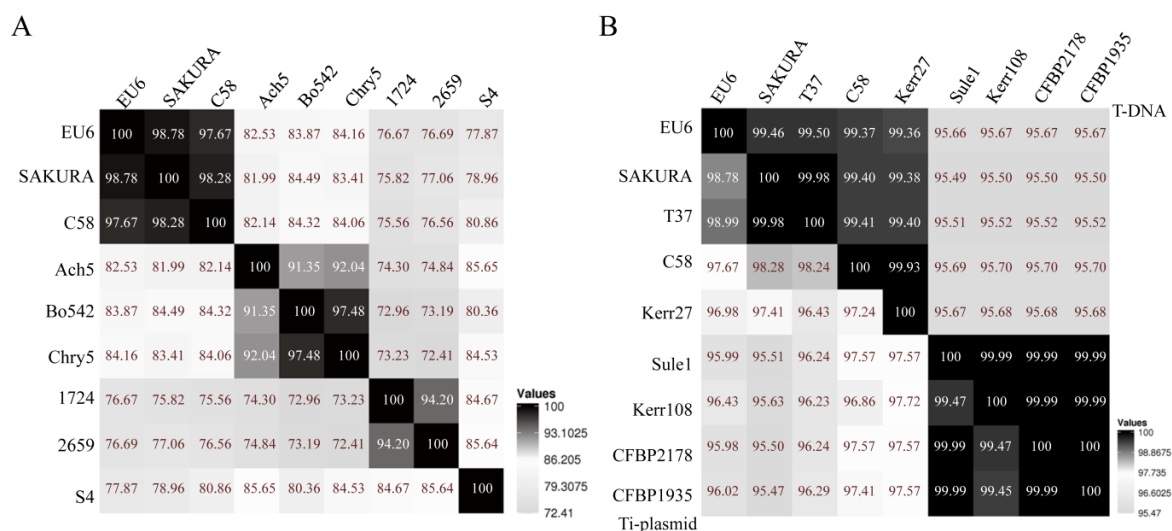 A
EU6 SAKURA C58 Ach5 Bo542 Chry5 1724 2659 S4
EU6 100 98.78 97.67 82.53 83.87 84.16 76.67 76.69 77.87
SAKURA 98.78 100 98.28 81.99 84.49 83.41 75.82 77.06 78.96
C58 97.67 98.28 100 82.14 84.32 84.06 75.56 76.56 80.86
Ach5 82.53 81.99 82.14 100 91.35 92.04 74.30 74.84 85.65
Bo542 83.87 84.49 84.32 91.35 100 97.48 72.96 73.19 80.36
Chry5 84.16 83.41 84.06 92.04 97.48 100 73.23 72.41 84.53
1724 76.67 75.82 75.56 74.30 72.96 73.23 100 94.20 84.67
2659 76.69 77.06 76.56 74.84 73.19 72.41 94.20 100 85.64
S4 77.87 78.96 80.86 85.65 80.36 84.53 84.67 85.64 100
Values
100
93.1025
86.205
79.3075
72.41
B
EU6 SAKURA T37 C58 Kerr27 Sule1 Kerr108 CFBP2178 CFBP1935
T-DNA
EU6 100 99.46 99.50 99.37 99.36 95.66 95.67 95.67 95.67
SAKURA 98.78 100 99.98 99.40 99.38 95.49 95.50 95.50 95.50
T37 98.99 99.98 100 99.41 99.40 95.51 95.52 95.52 95.52
C58 97.67 98.28 98.24 100 99.93 95.69 95.70 95.70 95.70
Kerr27 96.98 97.41 96.43 97.24 100 95.67 95.68 95.68 95.68
Sule1 95.99 95.51 96.24 97.57 97.57 100 99.99 99.99 99.99
Kerr108 96.43 95.63 96.23 96.86 97.72 99.47 100 99.99 99.99
CFBP2178 95.98 95.50 96.24 97.57 97.57 99.99 99.47 100 100
CFBP1935 96.02 95.47 96.29 97.41 97.57 99.99 99.45 99.99 100
Ti-plasmid
Values
100
98.8675
97.735
96.6025
95.47